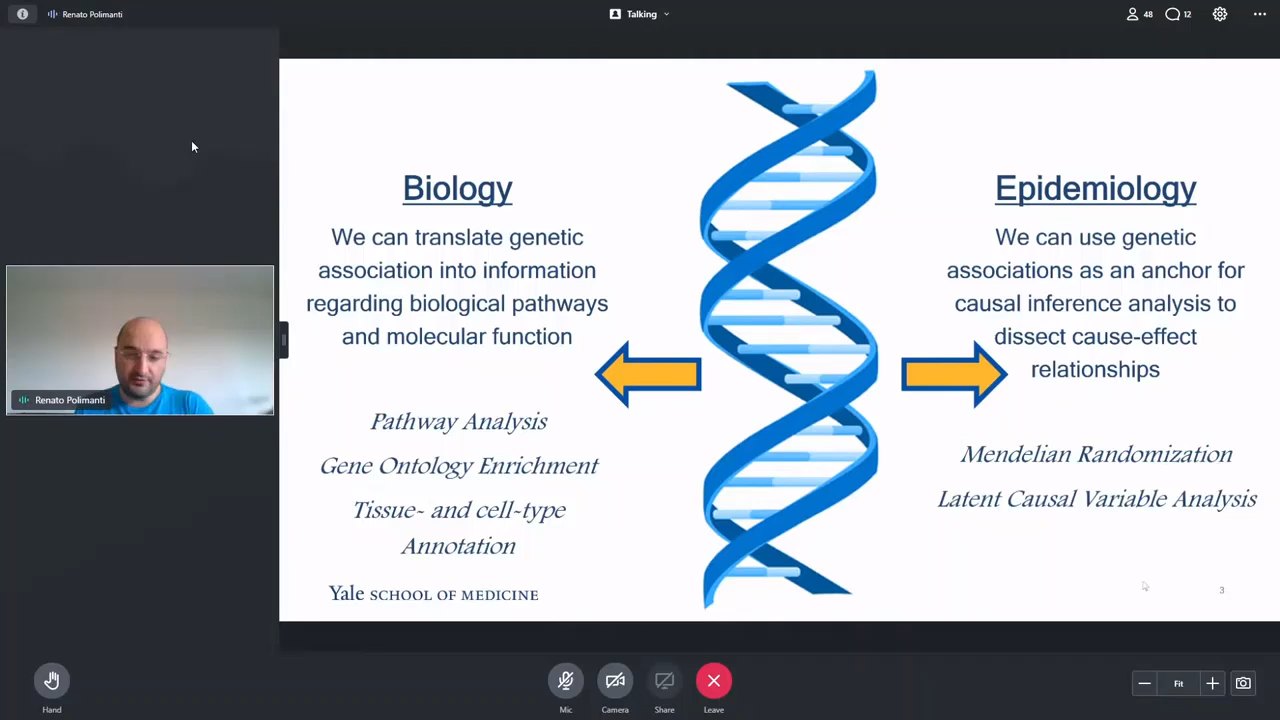 Renato Polimanti
Talking
48
12
Biology
We can translate genetic
association into information
regarding biological pathways
and molecular function
Pathway Analysis
Gene Ontology Enrichment
Tissue- and cell-type
Annotation
Yale SCHOOL OF MEDICINE
Epidemiology
We can use genetic
associations as an anchor for
causal inference analysis to
dissect cause-effect
relationships
Mendelian Randomization
Latent Causal Variable Analysis
3
Renato Polimanti
Hand
Mic
Camera
Share
Leave
Fit